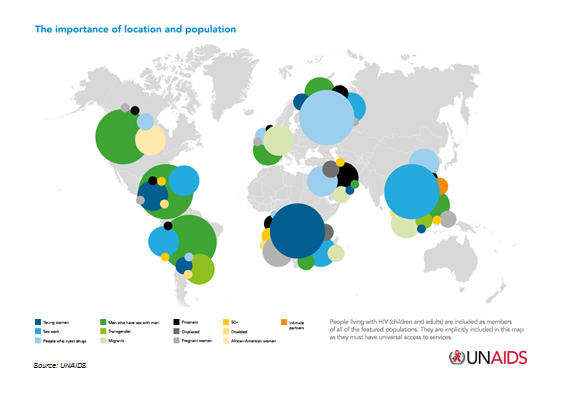 The importance of location and population
Young women
Sex work
People who inject drugs
Men who have sex with men
Transgender
Migrants
Prisoners
Displaced
Pregnant women
50+
Disabled
African-American women
Intimate
partners
People living with HIV (children and adults) are included as members
of all of the featured populations. They are implicitly included in this map
as they must have universal access to services.
UNAIDS
Source: UNAIDS